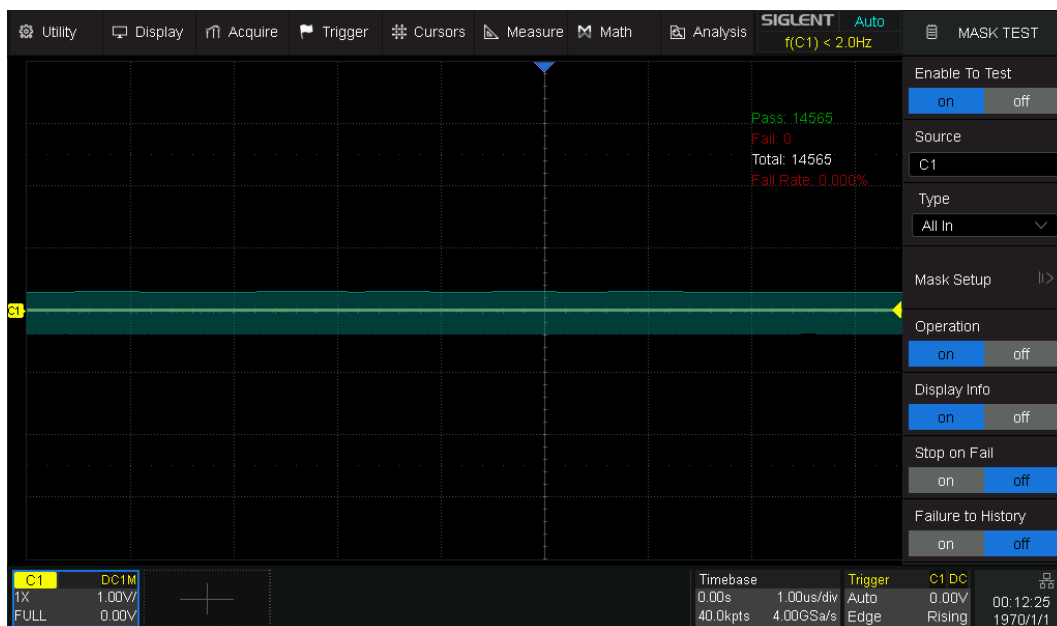 Utility Display Acquire Trigger Cursors Measure Math Analysis SIGLENT Auto
f(C1) < 2.0Hz
MASK TEST
Enable To Test
on off
Pass: 14565
Fail: 0
Total: 14565
Fail Rate: 0.000%
Source
C1
Type
All In
Mask Setup
C1
Operation
on off
Display Info
on off
Stop on Fail
on off
Failure to History
on off
C1 DC1M
1X 1.00V/
FULL 0.00V
Timebase
0.00s 1.00us/div
40.0kpts 4.00GSa/s
Trigger C1 DC
Auto 0.00V
Edge Rising
00:12:25
1970/1/1